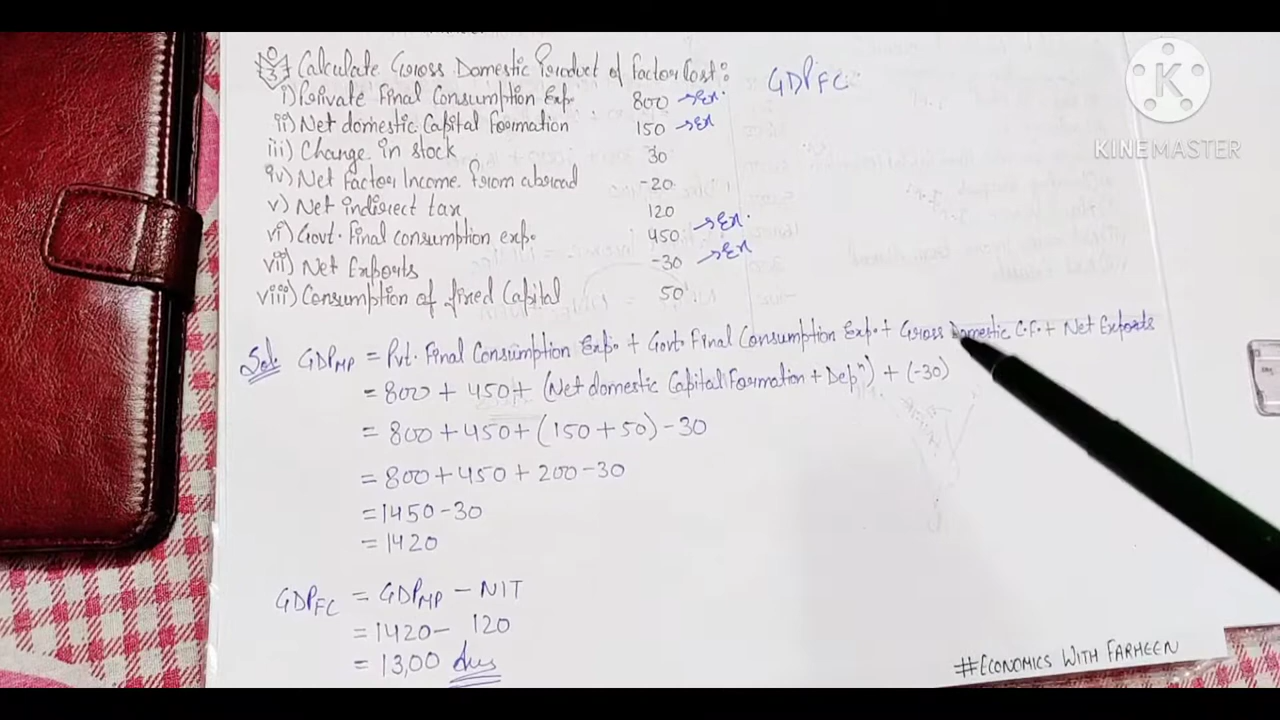 Q 3 Calculate Gross Domestic Product of Factor Cost: GDPFC
i) Private Final Consumption Exp. 800 → Ex.
ii) Net domestic Capital Formation 150 → Ex
iii) Change in stock 30
iv) Net Factor Income from abroad -20
v) Net indirect tax 120
vi) Govt. Final consumption exp. 450 → Ex.
vii) Net Exports -30 → Ex
viii) Consumption of fixed Capital 50
Sol. GDPMP = Pvt. Final Consumption Exp. + Govt. Final Consumption Exp. + Gross Domestic C.F. + Net Exports
= 800 + 450 + (Net domestic Capital Formation + Depⁿ) + (-30)
= 800 + 450 + (150 + 50) - 30
= 800 + 450 + 200 - 30
= 1450 - 30
= 1420
GDPFC = GDPMP - NIT
= 1420 - 120
= 13,00 Ans
#ECONOMICS WITH FARHEEN
K
KINEMASTER